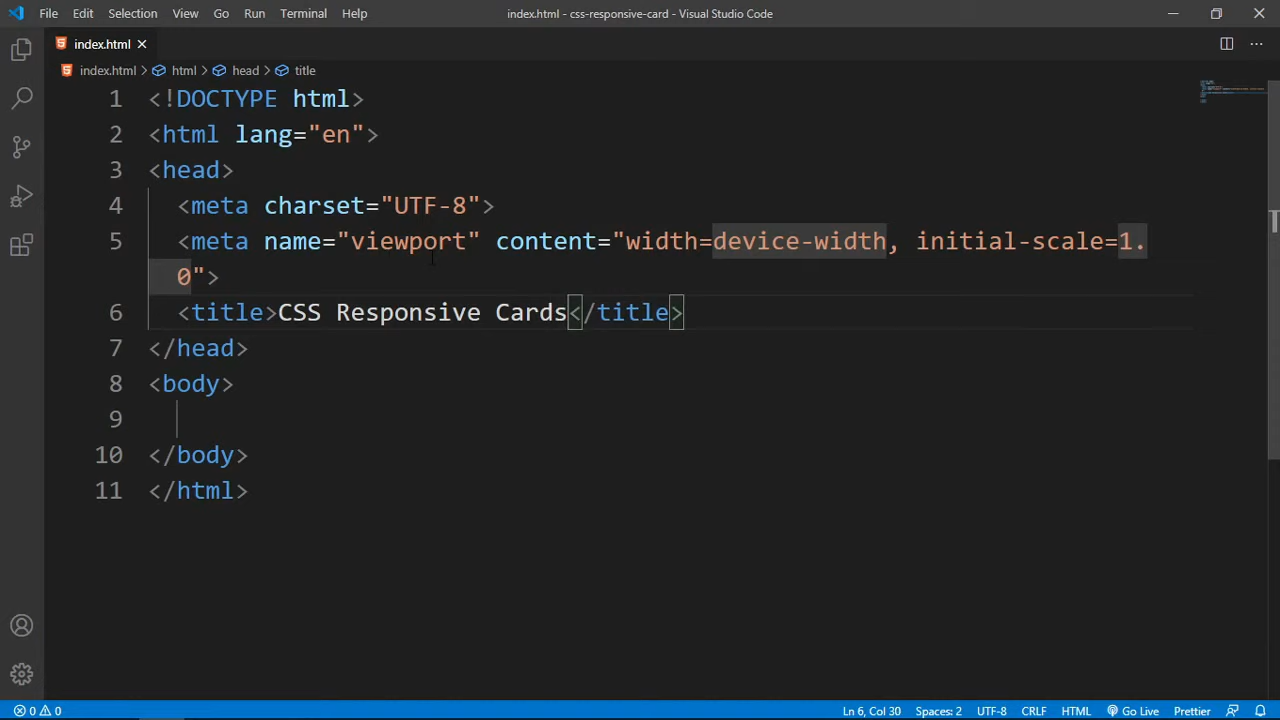 File Edit Selection View Go Run Terminal Help index.html - css-responsive-card - Visual Studio Code
index.html
index.html > html > head > title
1 <!DOCTYPE html>
2 <html lang="en">
3 <head>
4 <meta charset="UTF-8">
5 <meta name="viewport" content="width=device-width, initial-scale=1.
0">
6 <title>CSS Responsive Cards</title>
7 </head>
8 <body>
9
10 </body>
11 </html>
0 0 Ln 6, Col 30 Spaces: 2 UTF-8 CRLF HTML Go Live Prettier